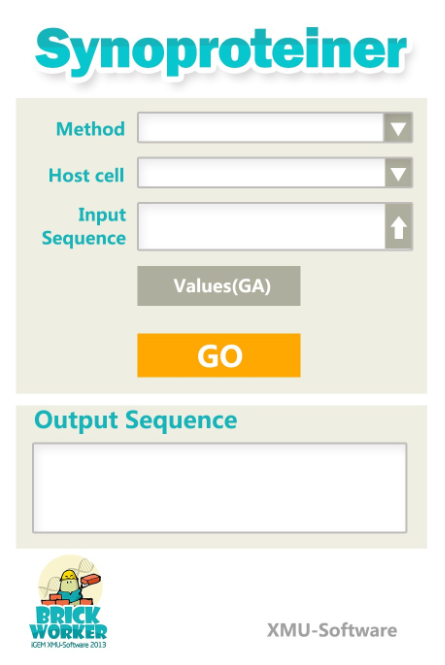 Synoproteiner
Method
Host cell
Input
Sequence
Values(GA)
GO
Output Sequence
BRICK
WORKER
iGEM XMU-Software 2013
XMU-Software